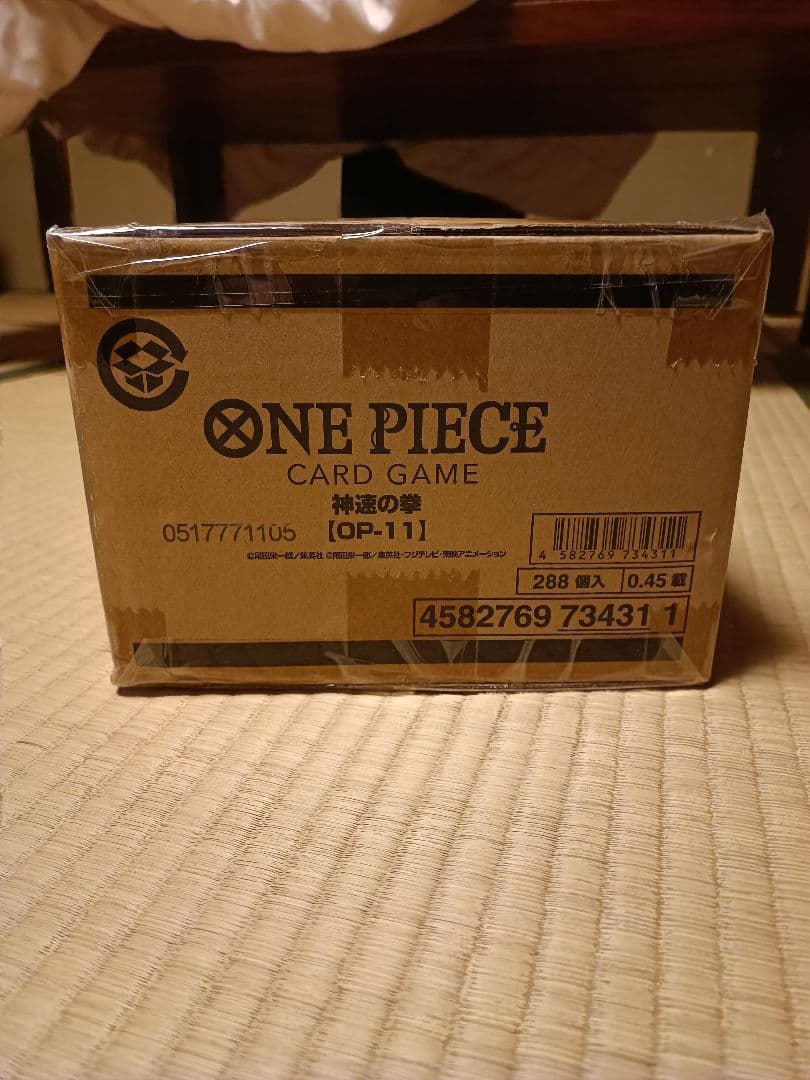 ONE PIECE
CARD GAME
神速の拳
0517771105 【OP-11】
©尾田栄一郎／集英社 ©尾田栄一郎／集英社・フジテレビ・東映アニメーション
4 582769 734311
288 個入 0.45 載
4582769 73431 1